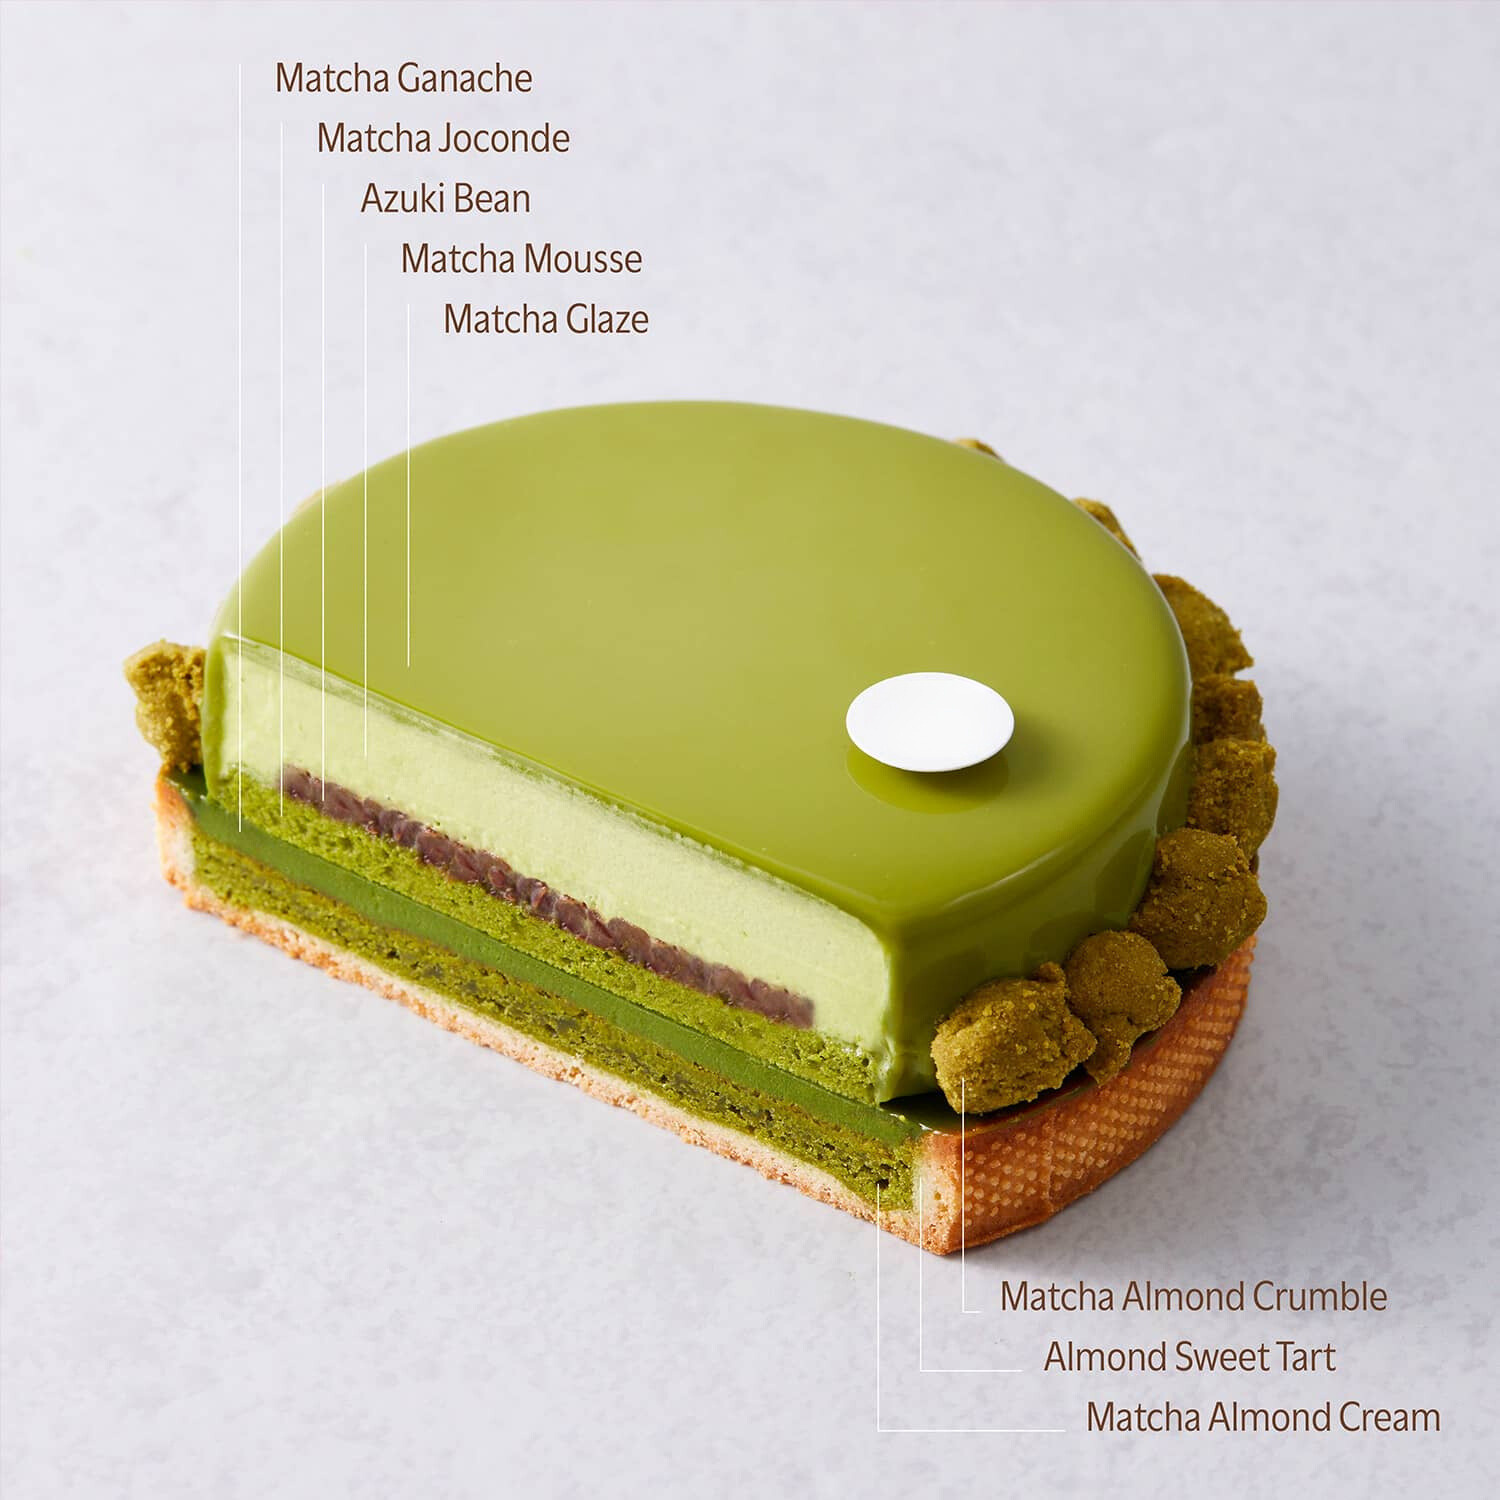 Matcha Ganache
Matcha Joconde
Azuki Bean
Matcha Mousse
Matcha Glaze
Matcha Almond Crumble
Almond Sweet Tart
Matcha Almond Cream